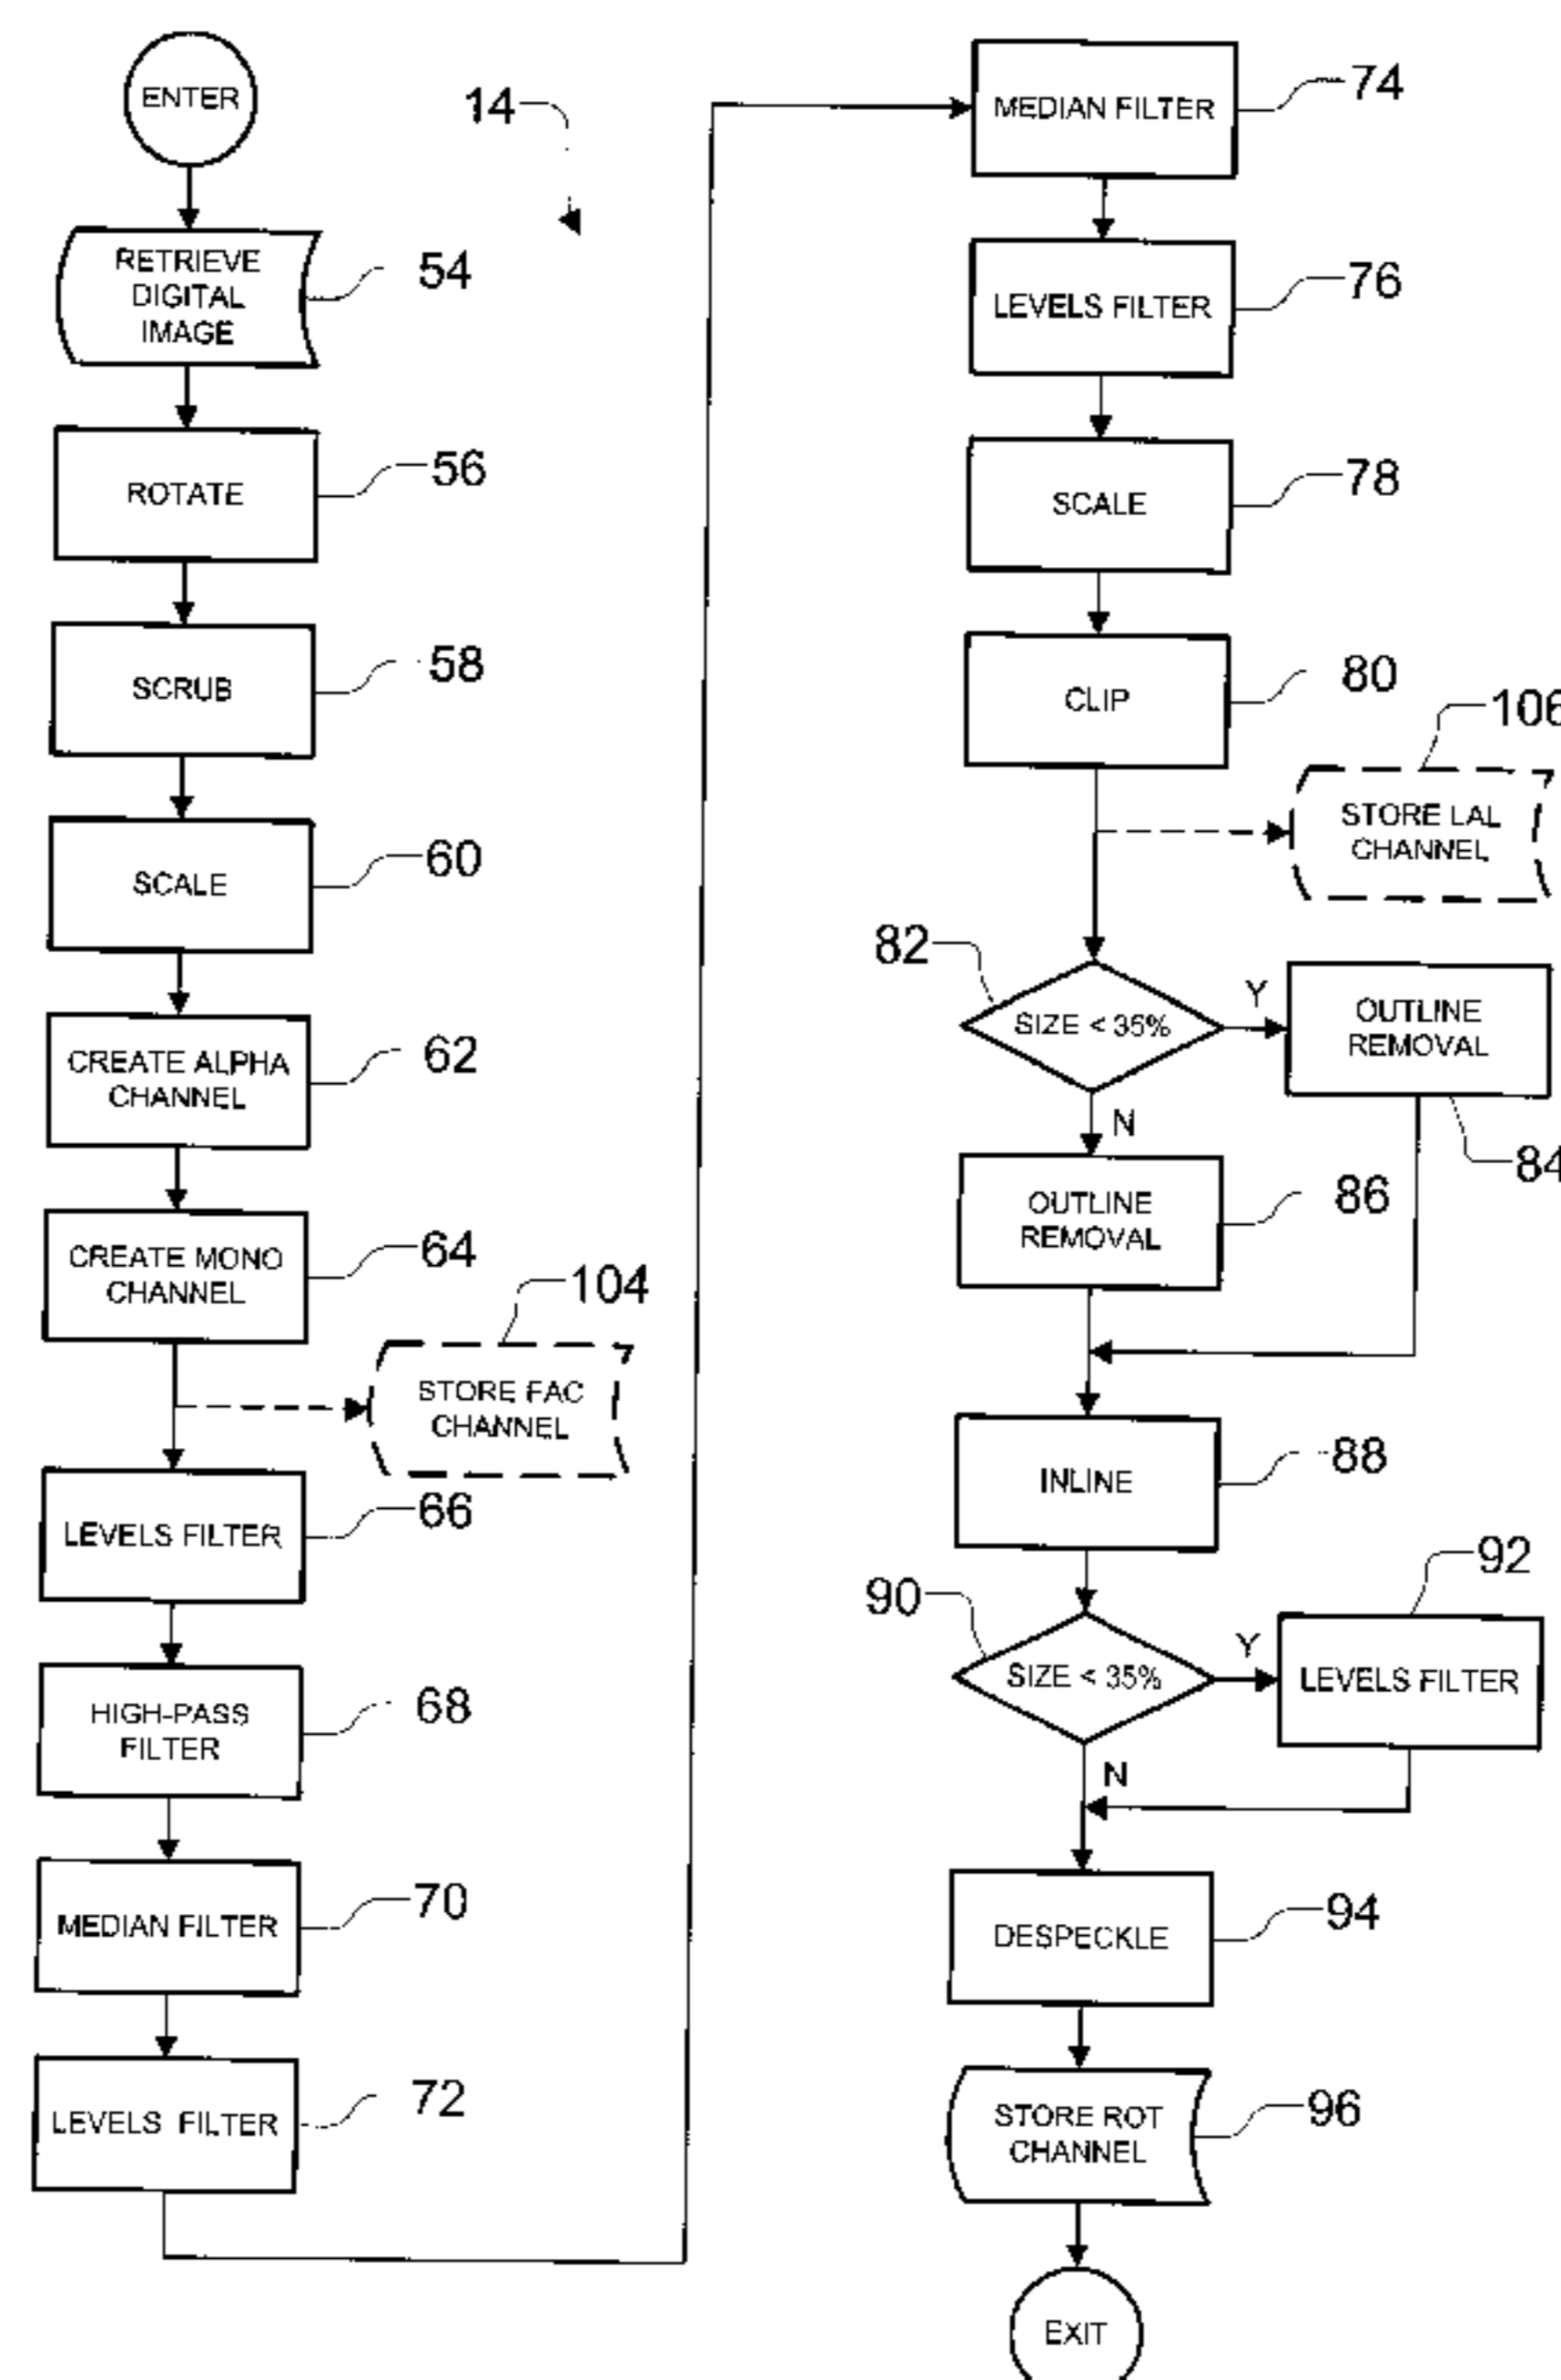 ENTER
14
RETRIEVE
DIGITAL
IMAGE
54
ROTATE
56
SCRUB
58
SCALE
60
CREATE ALPHA
CHANNEL
62
CREATE MONO
CHANNEL
64
104
STORE FAC
CHANNEL
LEVELS FILTER
66
HIGH-PASS
FILTER
68
MEDIAN FILTER
70
LEVELS FILTER
72
MEDIAN FILTER
74
LEVELS FILTER
76
SCALE
78
CLIP
80
106
STORE LAL
CHANNEL
82
SIZE < 35%
Y
OUTLINE
REMOVAL
84
N
OUTLINE
REMOVAL
86
INLINE
88
90
SIZE < 35%
Y
92
LEVELS FILTER
N
DESPECKLE
94
STORE ROT
CHANNEL
96
EXIT